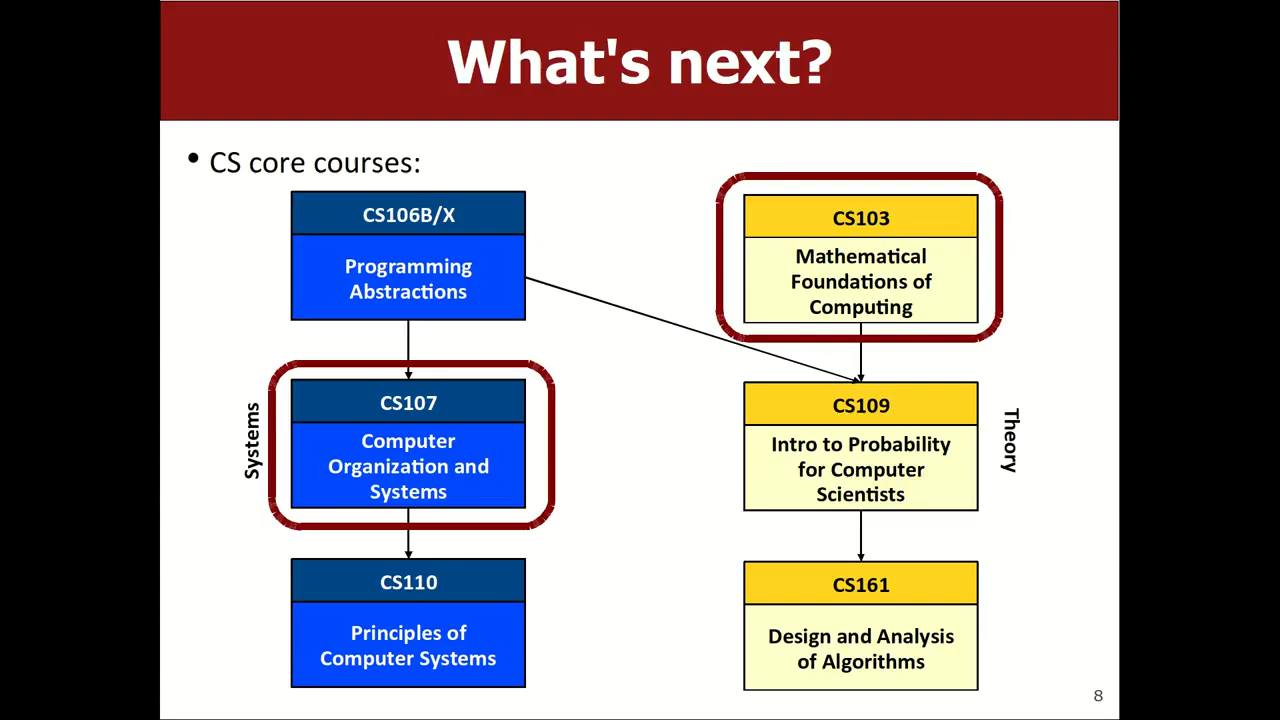 What's next?
• CS core courses:
CS106B/X
Programming
Abstractions
CS103
Mathematical
Foundations of
Computing
Systems
CS107
Computer
Organization and
Systems
CS109
Intro to Probability
for Computer
Scientists
Theory
CS110
Principles of
Computer Systems
CS161
Design and Analysis
of Algorithms
8